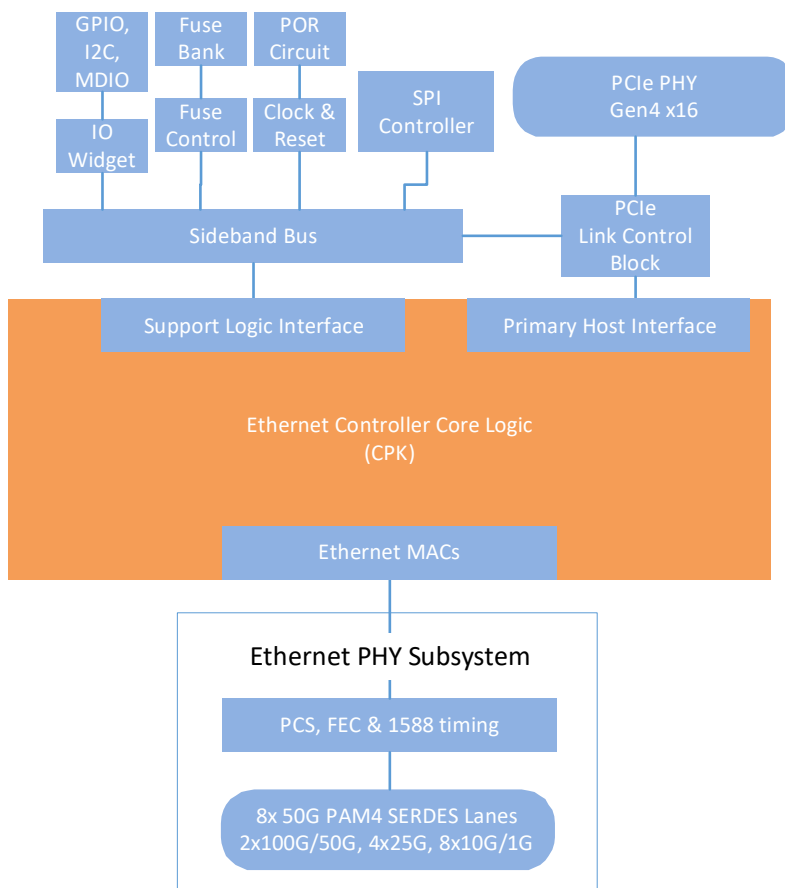 GPIO,
I2C,
MDIO
Fuse
Bank
POR
Circuit
SPI
Controller
PCIe PHY
Gen4 x16
IO
Widget
Fuse
Control
Clock &
Reset
Sideband Bus
PCIe
Link Control
Block
Support Logic Interface
Primary Host Interface
Ethernet Controller Core Logic
(CPK)
Ethernet MACs
Ethernet PHY Subsystem
PCS, FEC & 1588 timing
8x 50G PAM4 SERDES Lanes
2x100G/50G, 4x25G, 8x10G/1G